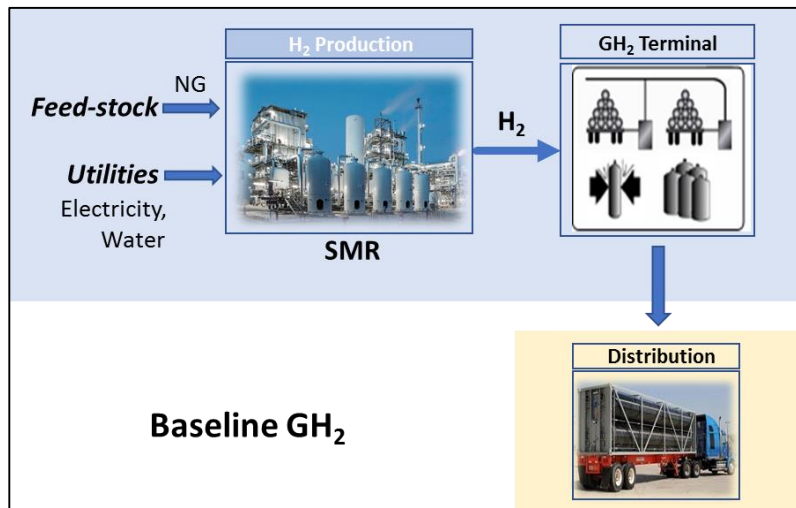 H₂ Production
GH₂ Terminal
NG
Feed-stock
H₂
Utilities
Electricity,
Water
SMR
Distribution
Baseline GH₂